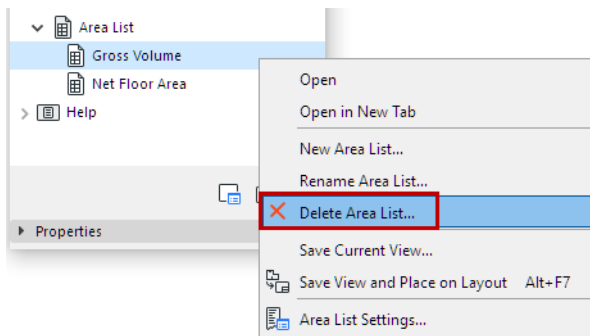 Area List
Gross Volume
Net Floor Area
Help
Properties
Open
Open in New Tab
New Area List...
Rename Area List...
Delete Area List...
Save Current View...
Save View and Place on Layout Alt+F7
Area List Settings...